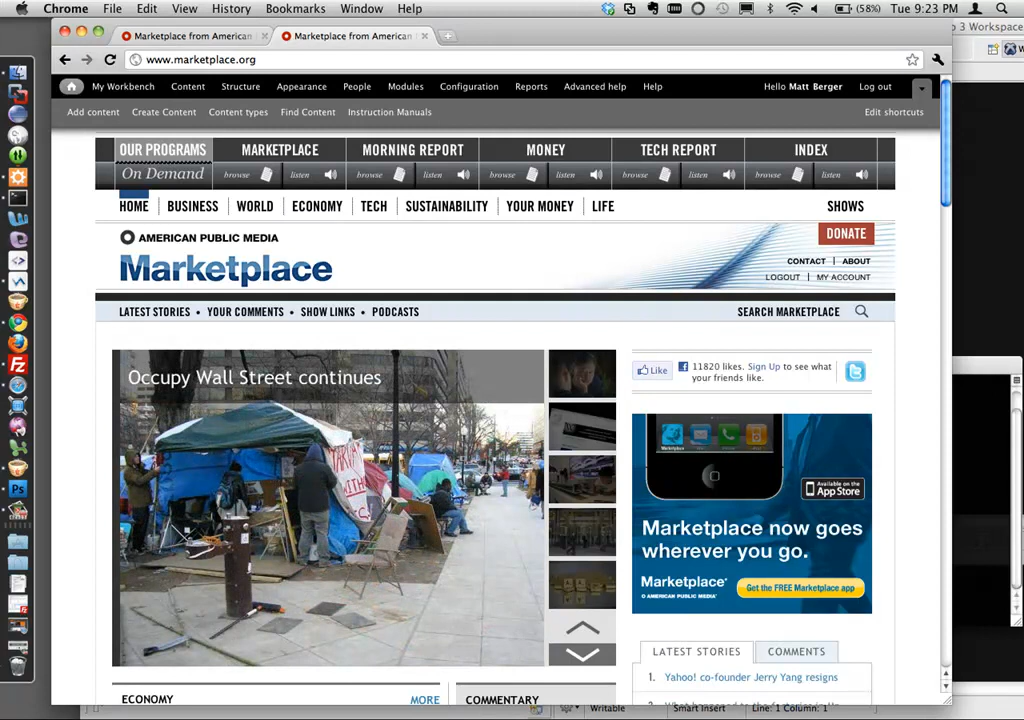 Chrome File Edit View History Bookmarks Window Help (58%) Tue 9:23 PM
Marketplace from American Marketplace from American
3 Workspace
www.marketplace.org
My Workbench Content Structure Appearance People Modules Configuration Reports Advanced help Help Hello Matt Berger Log out
Add content Create Content Content types Find Content Instruction Manuals Edit shortcuts
OUR PROGRAMS MARKETPLACE MORNING REPORT MONEY TECH REPORT INDEX
On Demand browse listen browse listen browse listen browse listen browse listen
HOME BUSINESS WORLD ECONOMY TECH SUSTAINABILITY YOUR MONEY LIFE SHOWS
AMERICAN PUBLIC MEDIA DONATE
Marketplace
CONTACT | ABOUT
LOGOUT | MY ACCOUNT
LATEST STORIES • YOUR COMMENTS • SHOW LINKS • PODCASTS SEARCH MARKETPLACE
Occupy Wall Street continues
Like 11820 likes. Sign Up to see what
your friends like.
Available on the
App Store
Marketplace now goes
wherever you go.
Marketplace®
AMERICAN PUBLIC MEDIA®
Get the FREE Marketplace app
LATEST STORIES COMMENTS
1. Yahoo! co-founder Jerry Yang resigns
ECONOMY MORE COMMENTARY
Writable Smart Insert Line: 1 Column: 1